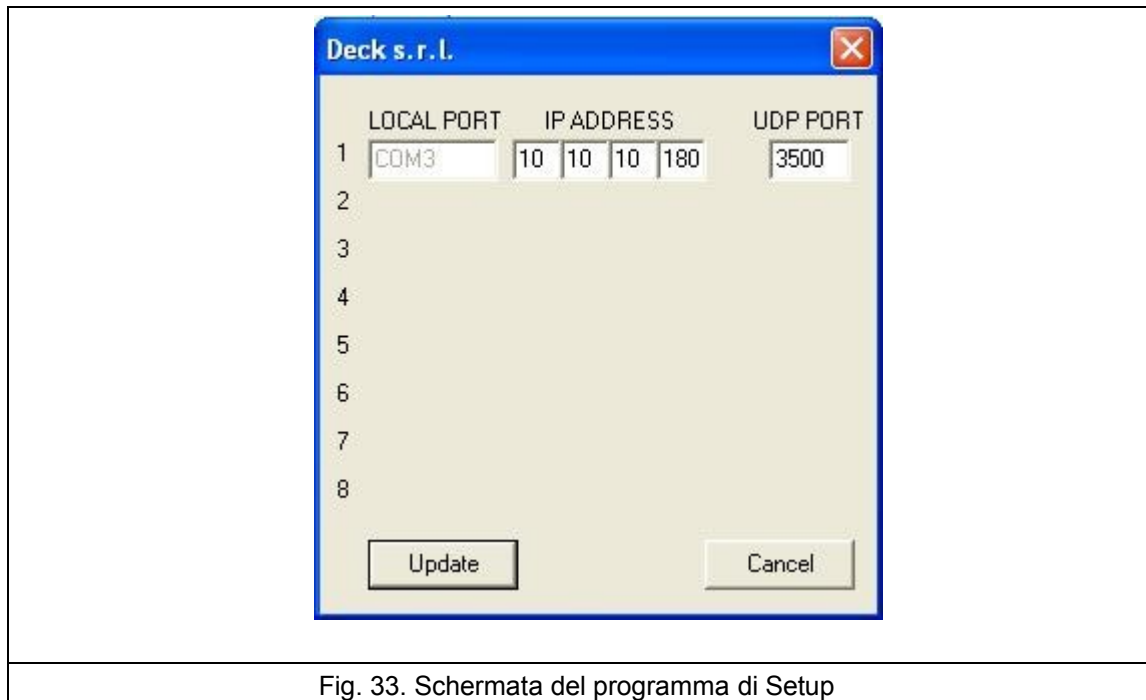 Deck s.r.l.
LOCAL PORT IP ADDRESS UDP PORT
1 COM3 10 10 10 180 3500
2
3
4
5
6
7
8
Update Cancel
Fig. 33. Schermata del programma di Setup